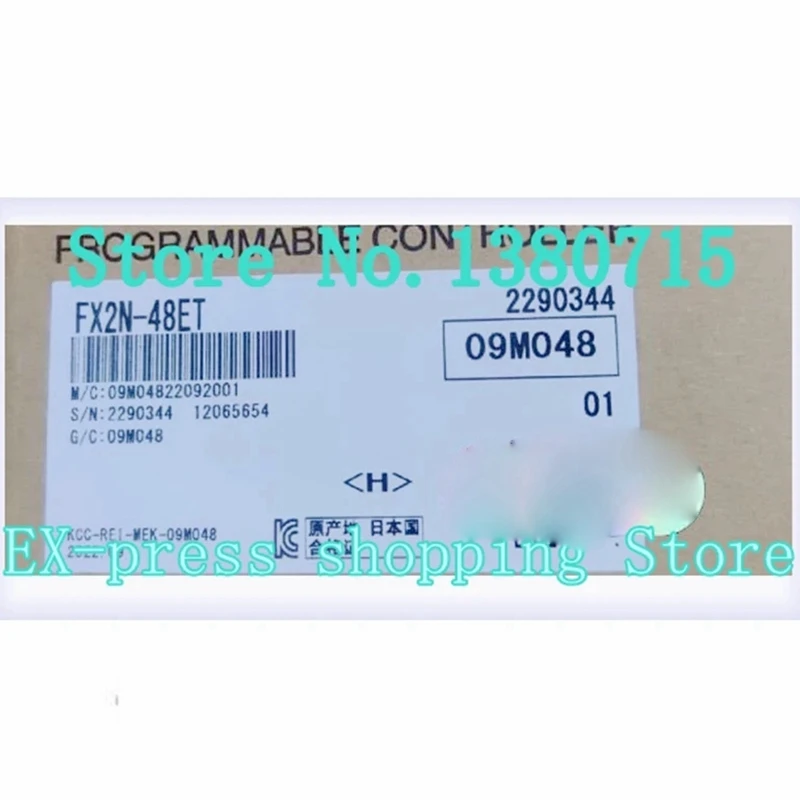 PROGRAMMABLE CONTROLLER
Store No.1380715
FX2N-48ET
2290344
09M048
M/C:09M04822092001
S/N:2290344 12065654
G/C:09M048
01
<H>
KCC-REI-MEK-09M048
原产地 日本国
EX-press shopping Store